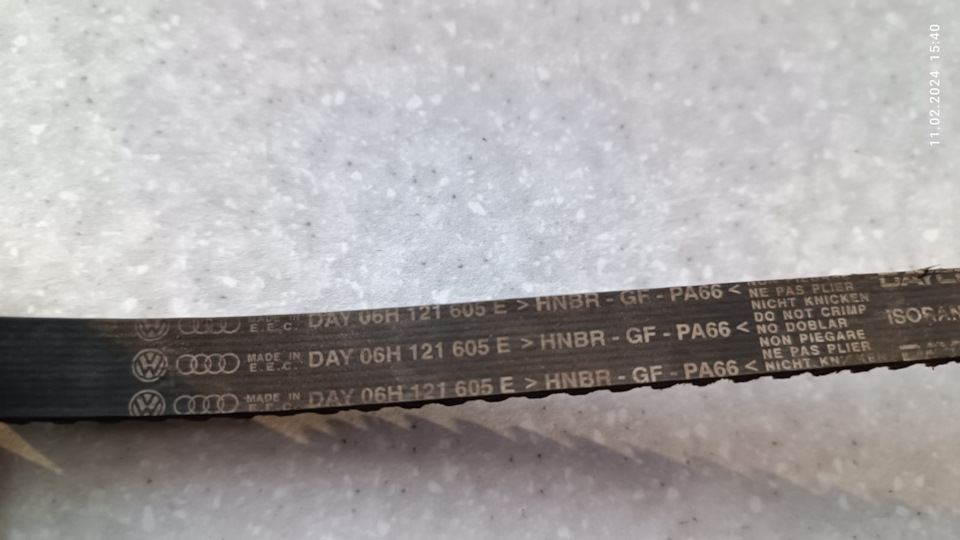 11.02.2024 15:40
MADE IN
E.E.C.
DAY 06H 121 605 E > HNBR - GF - PA66 <
MADE IN
E.E.C.
DAY 06H 121 605 E > HNBR - GF - PA66 <
MADE IN
E.E.C.
DAY 06H 121 605 E > HNBR - GF - PA66 <
NE PAS PLIER
NICHT KNICKEN
DO NOT CRIMP
NO DOBLAR
NON PIEGARE
NE PAS PLIER
NICHT